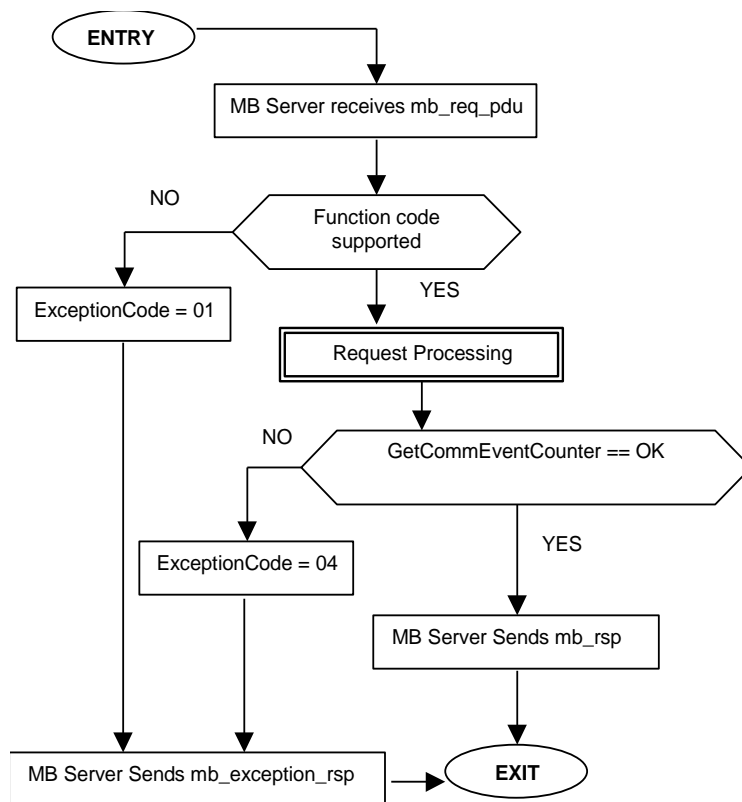 ENTRY
MB Server receives mb_req_pdu
NO
Function code
supported
YES
ExceptionCode = 01
Request Processing
NO
GetCommEventCounter == OK
YES
ExceptionCode = 04
MB Server Sends mb_rsp
MB Server Sends mb_exception_rsp
EXIT